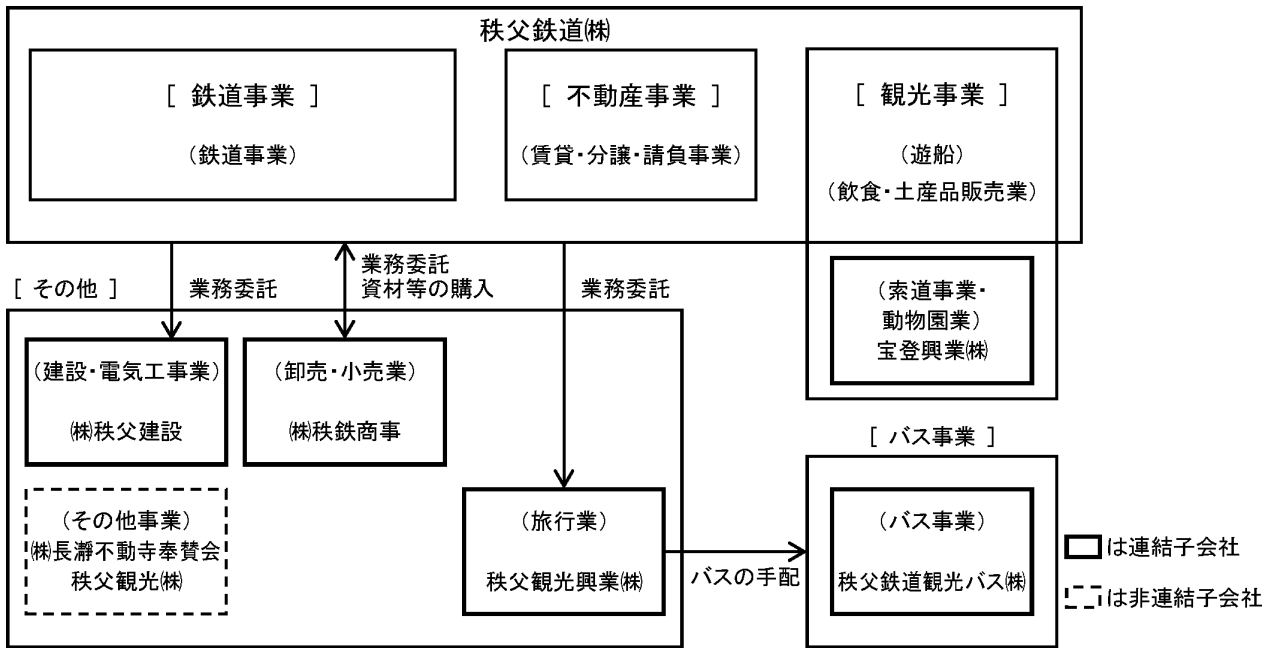 秩父鉄道㈱
[ 鉄道事業 ]
(鉄道事業)
[ 不動産事業 ]
(賃貸・分譲・請負事業)
[ 観光事業 ]
(遊船)
(飲食・土産品販売業)
(索道事業・
動物園業)
宝登興業㈱
[ その他 ]
業務委託
業務委託
資材等の購入
業務委託
(建設・電気工事業)
㈱秩父建設
(卸売・小売業)
㈱秩鉄商事
(その他事業)
㈱長瀞不動寺奉賛会
秩父観光㈱
(旅行業)
秩父観光興業㈱
バスの手配
[ バス事業 ]
(バス事業)
秩父鉄道観光バス㈱
は連結子会社
は非連結子会社